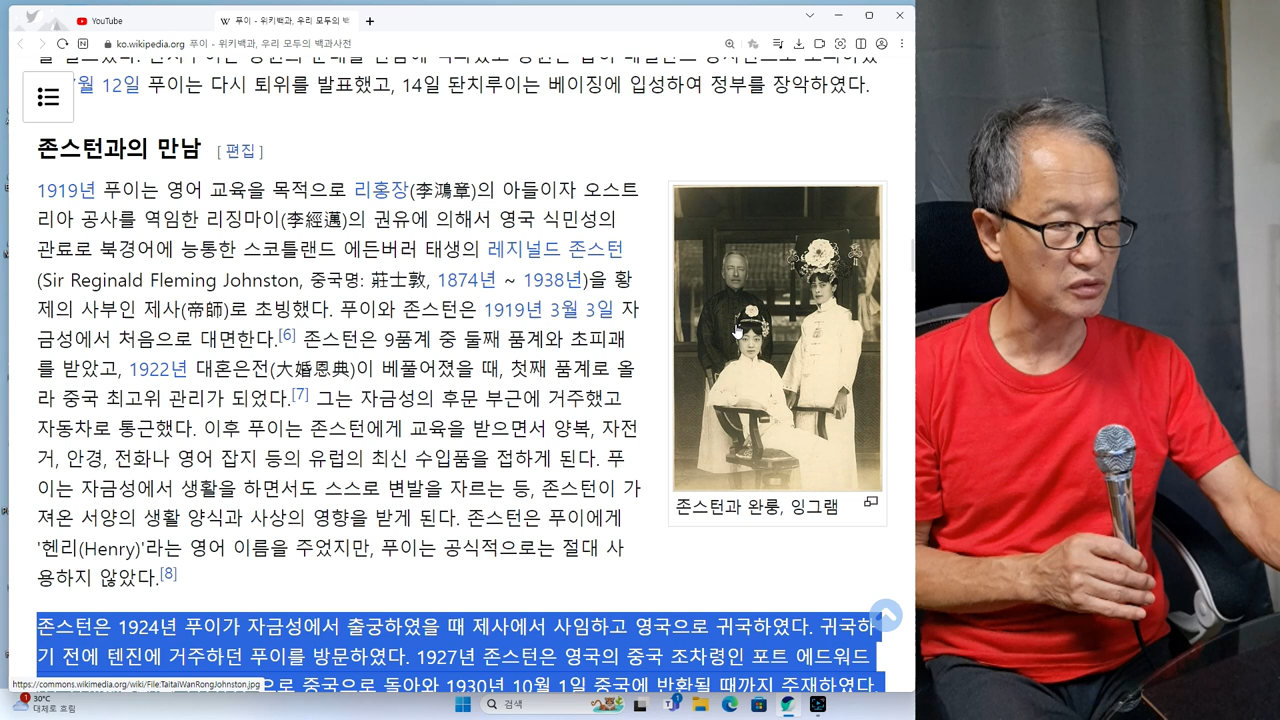 YouTube
푸이 - 위키백과, 우리 모두의 백
ko.wikipedia.org 푸이 - 위키백과, 우리 모두의 백과사전
월 12일 푸이는 다시 퇴위를 발표했고, 14일 돤치루이는 베이징에 입성하여 정부를 장악하였다.
존스턴과의 만남 [ 편집 ]
1919년 푸이는 영어 교육을 목적으로 리홍장(李鴻章)의 아들이자 오스트
리아 공사를 역임한 리징마이(李經邁)의 권유에 의해서 영국 식민성의
관료로 북경어에 능통한 스코틀랜드 에든버러 태생의 레지널드 존스턴
(Sir Reginald Fleming Johnston, 중국명: 莊士敦, 1874년 ~ 1938년)을 황
제의 사부인 제사(帝師)로 초빙했다. 푸이와 존스턴은 1919년 3월 3일 자
금성에서 처음으로 대면한다.[6] 존스턴은 9품계 중 둘째 품계와 초피괘
를 받았고, 1922년 대혼은전(大婚恩典)이 베풀어졌을 때, 첫째 품계로 올
라 중국 최고위 관리가 되었다.[7] 그는 자금성의 후문 부근에 거주했고
자동차로 통근했다. 이후 푸이는 존스턴에게 교육을 받으면서 양복, 자전
거, 안경, 전화나 영어 잡지 등의 유럽의 최신 수입품을 접하게 된다. 푸
이는 자금성에서 생활을 하면서도 스스로 변발을 자르는 등, 존스턴이 가
져온 서양의 생활 양식과 사상의 영향을 받게 된다. 존스턴은 푸이에게
'헨리(Henry)'라는 영어 이름을 주었지만, 푸이는 공식적으로는 절대 사
용하지 않았다.[8]
존스턴과 완룽, 잉그램
존스턴은 1924년 푸이가 자금성에서 출궁하였을 때 제사에서 사임하고 영국으로 귀국하였다. 귀국하
기 전에 텐진에 거주하던 푸이를 방문하였다. 1927년 존스턴은 영국의 중국 조차령인 포트 에드워드
으로 중국으로 돌아와 1930년 10월 1일 중국에 반환될 때까지 주재하였다.
https://commons.wikimedia.org/wiki/File:TaitaiWanRongJohnston.jpg
1
30°C
대체로 흐림
검색
1